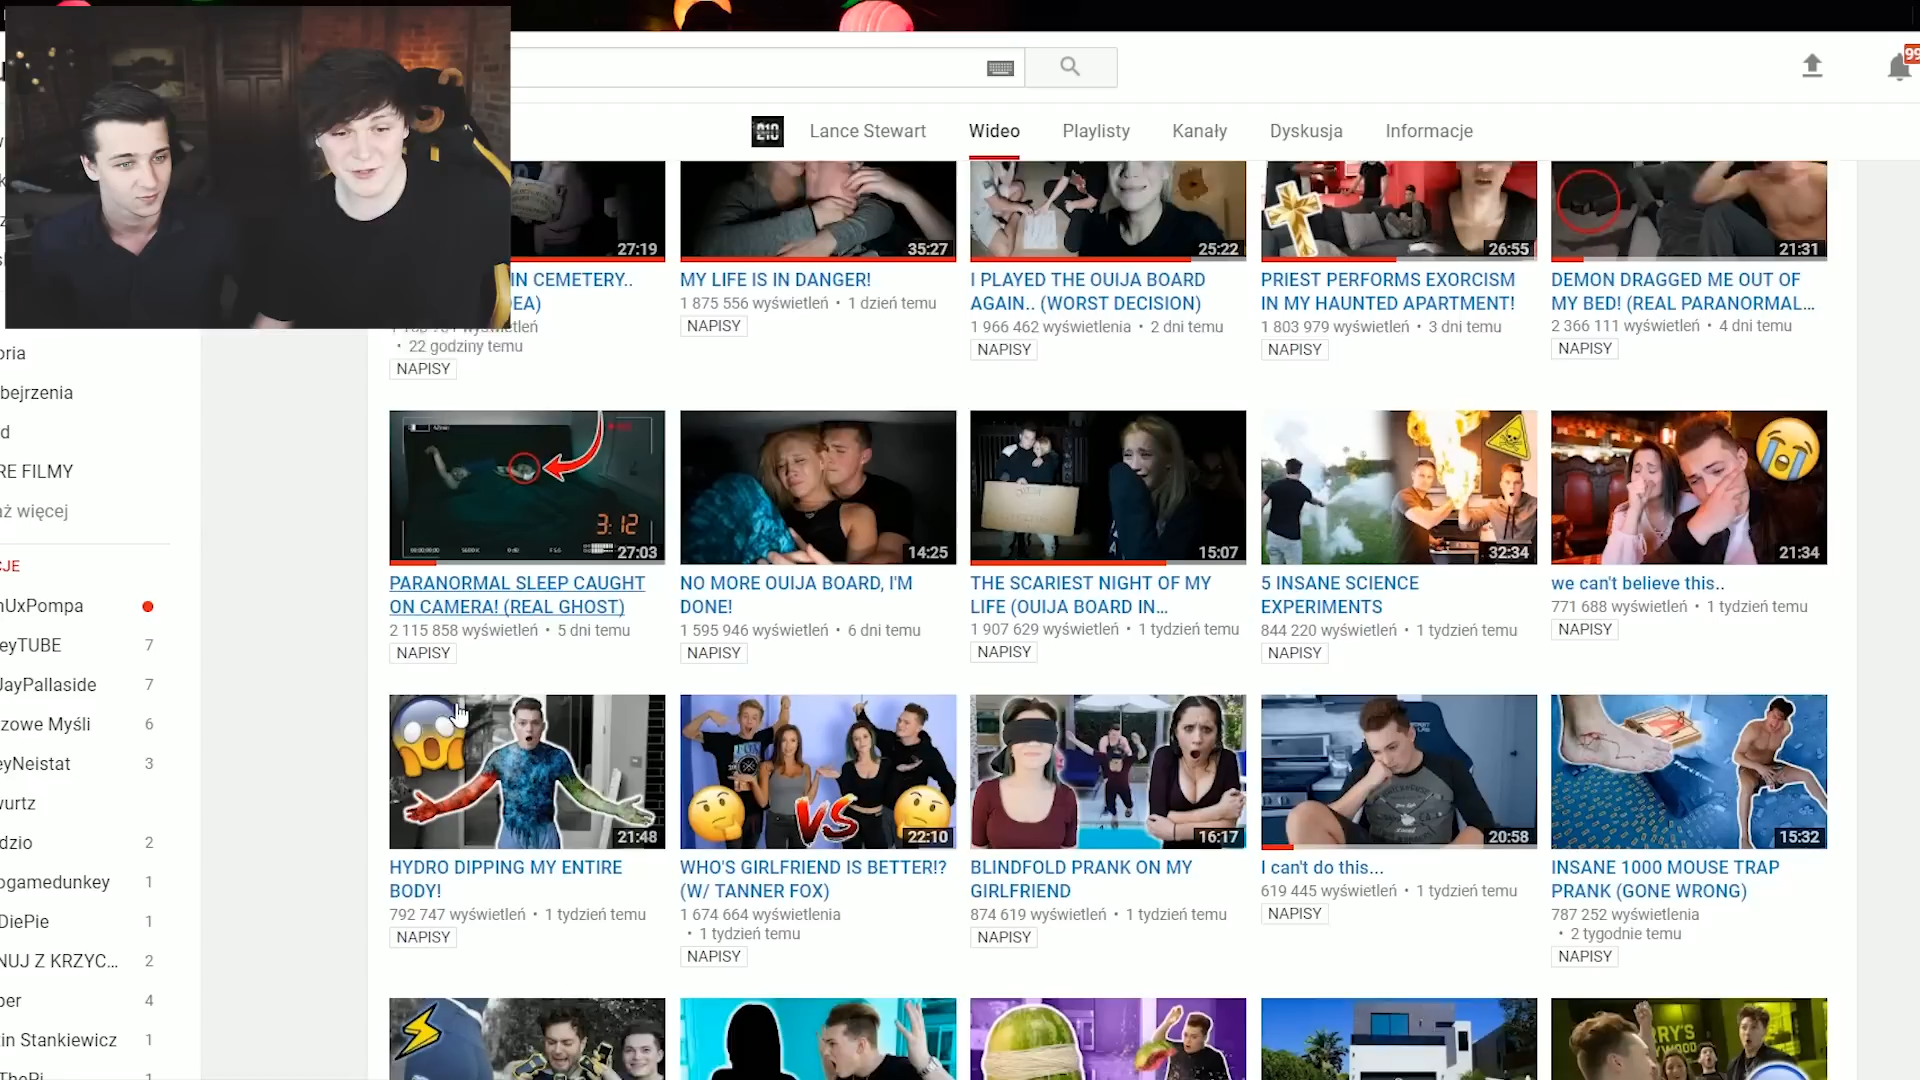 99
210
Lance Stewart
Wideo
Playlisty
Kanały
Dyskusja
Informacje
27:19
35:27
25:22
26:55
21:31
IN CEMETERY..
MY LIFE IS IN DANGER!
1 875 556 wyświetleń • 1 dzień temu
NAPISY
I PLAYED THE OUIJA BOARD
AGAIN.. (WORST DECISION)
1 966 462 wyświetlenia • 2 dni temu
NAPISY
PRIEST PERFORMS EXORCISM
IN MY HAUNTED APARTMENT!
1 803 979 wyświetleń • 3 dni temu
NAPISY
DEMON DRAGGED ME OUT OF
MY BED! (REAL PARANORMAL...
2 366 111 wyświetleń • 4 dni temu
NAPISY
• 22 godziny temu
NAPISY
oria
bejrzenia
d
RE FILMY
aż więcej
CJE
nUxPompa
eyTUBE 7
JayPallaside 7
zowe Myśli 6
eyNeistat 3
wurtz
dzio 2
ogamedunkey 1
DiePie 1
NUJ Z KRZYC... 2
per 4
in Stankiewicz 1
3:12
27:03
PARANORMAL SLEEP CAUGHT
ON CAMERA! (REAL GHOST)
2 115 858 wyświetleń • 5 dni temu
NAPISY
14:25
NO MORE OUIJA BOARD, I'M
DONE!
1 595 946 wyświetleń • 6 dni temu
NAPISY
15:07
THE SCARIEST NIGHT OF MY
LIFE (OUIJA BOARD IN...
1 907 629 wyświetleń • 1 tydzień temu
NAPISY
32:34
5 INSANE SCIENCE
EXPERIMENTS
844 220 wyświetleń • 1 tydzień temu
NAPISY
21:34
we can't believe this..
771 688 wyświetleń • 1 tydzień temu
NAPISY
21:48
HYDRO DIPPING MY ENTIRE
BODY!
792 747 wyświetleń • 1 tydzień temu
NAPISY
VS
22:10
WHO'S GIRLFRIEND IS BETTER!?
(W/ TANNER FOX)
1 674 664 wyświetlenia
• 1 tydzień temu
NAPISY
16:17
BLINDFOLD PRANK ON MY
GIRLFRIEND
874 619 wyświetleń • 1 tydzień temu
NAPISY
20:58
I can't do this...
619 445 wyświetleń • 1 tydzień temu
NAPISY
15:32
INSANE 1000 MOUSE TRAP
PRANK (GONE WRONG)
787 252 wyświetlenia
• 2 tygodnie temu
NAPISY